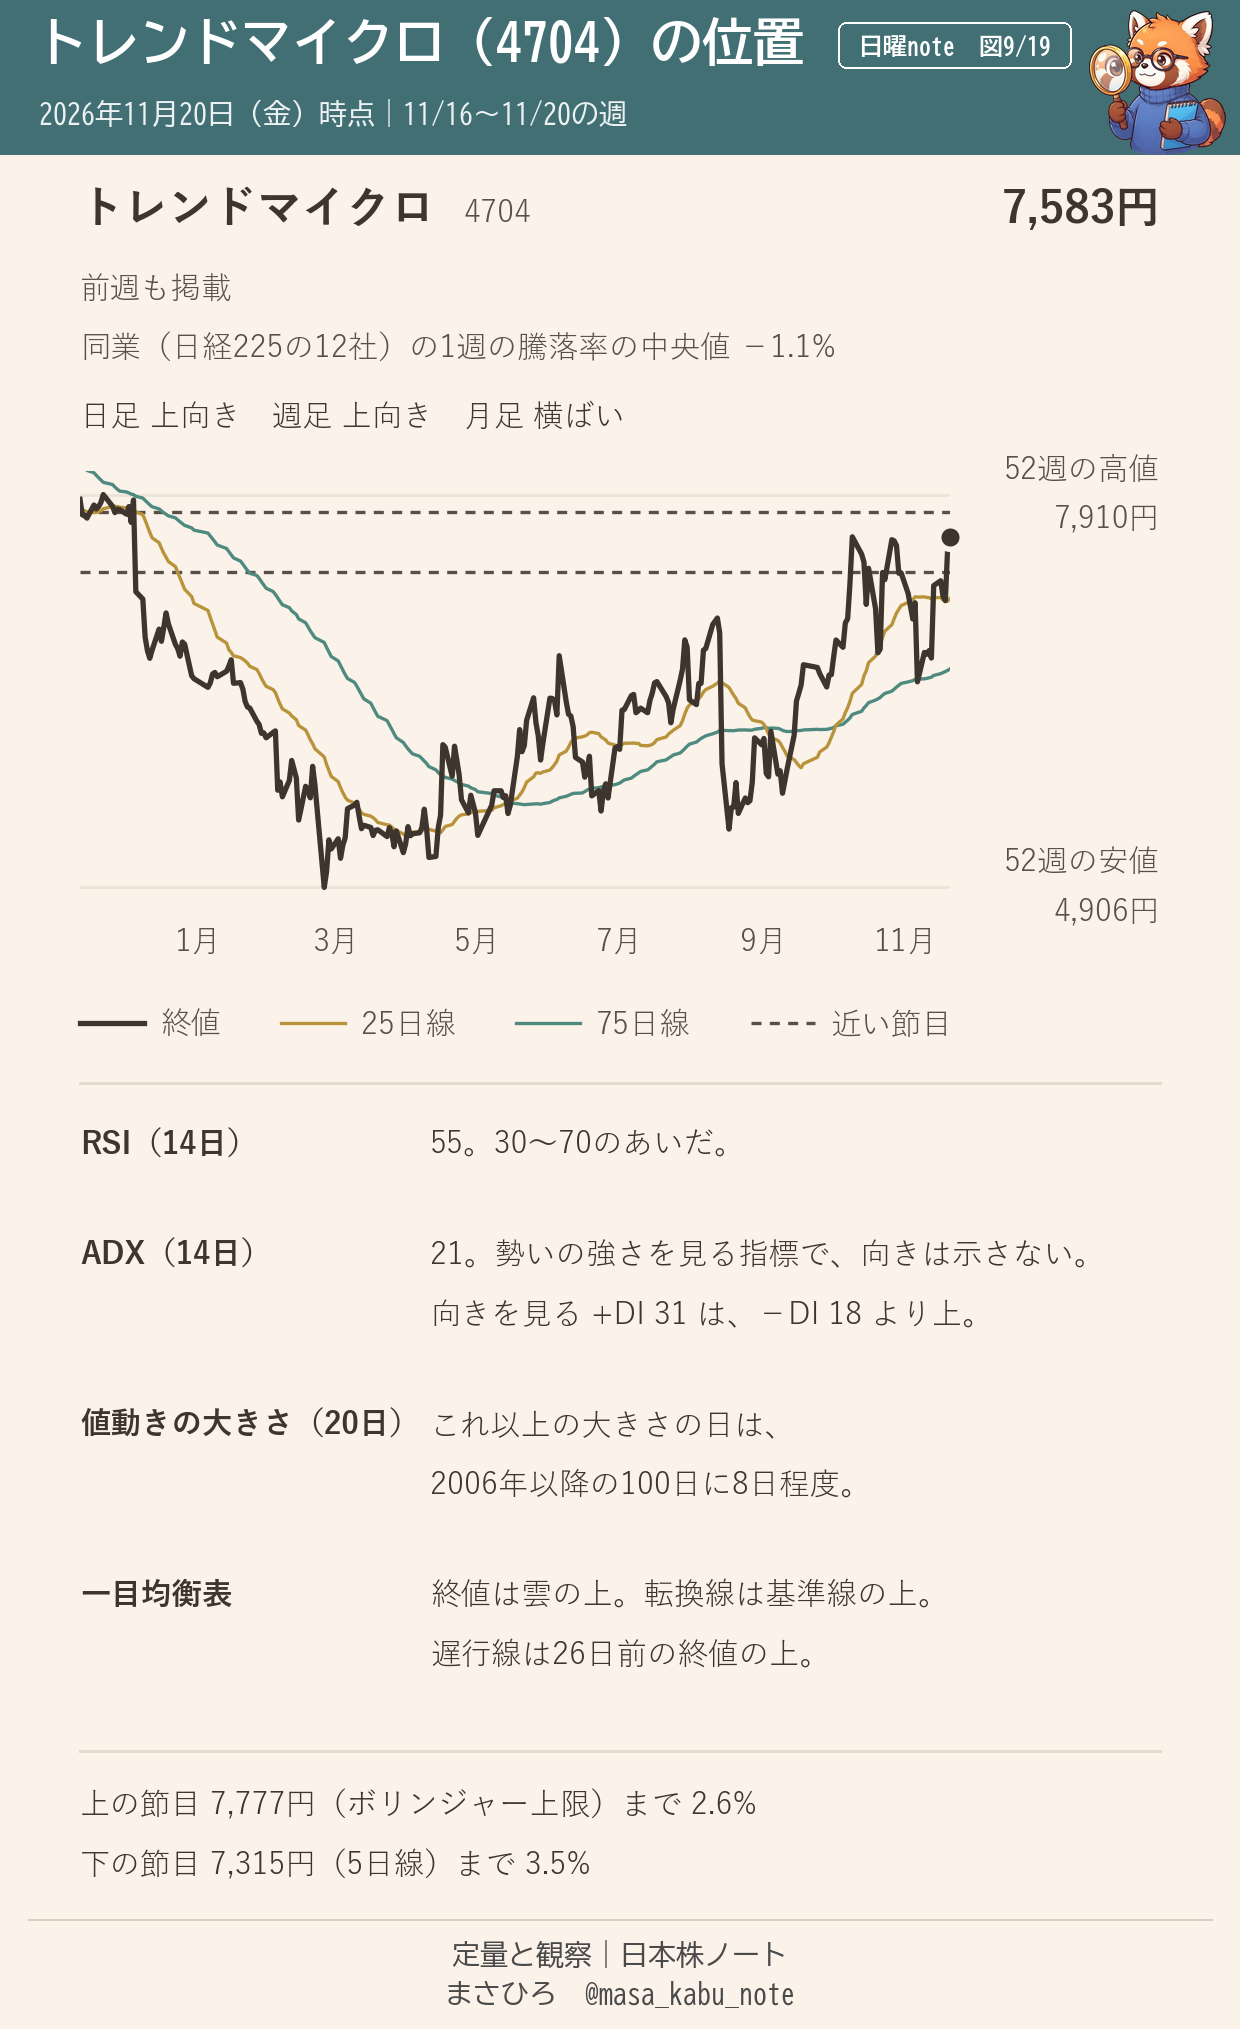 トレンドマイクロ（4704）の位置
日曜note　図9/19
2026年11月20日（金）時点｜11/16～11/20の週
トレンドマイクロ 4704
7,583円
前週も掲載
同業（日経225の12社）の1週の騰落率の中央値 －1.1%
日足 上向き　週足 上向き　月足 横ばい
52週の高値
7,910円
52週の安値
4,906円
1月 3月 5月 7月 9月 11月
終値 25日線 75日線 近い節目
RSI（14日） 55。30～70のあいだ。
ADX（14日） 21。勢いの強さを見る指標で、向きは示さない。
向きを見る +DI 31 は、－DI 18 より上。
値動きの大きさ（20日） これ以上の大きさの日は、
2006年以降の100日に8日程度。
一目均衡表 終値は雲の上。転換線は基準線の上。
遅行線は26日前の終値の上。
上の節目 7,777円（ボリンジャー上限）まで 2.6%
下の節目 7,315円（5日線）まで 3.5%
定量と観察｜日本株ノート
まさひろ　@masa_kabu_note